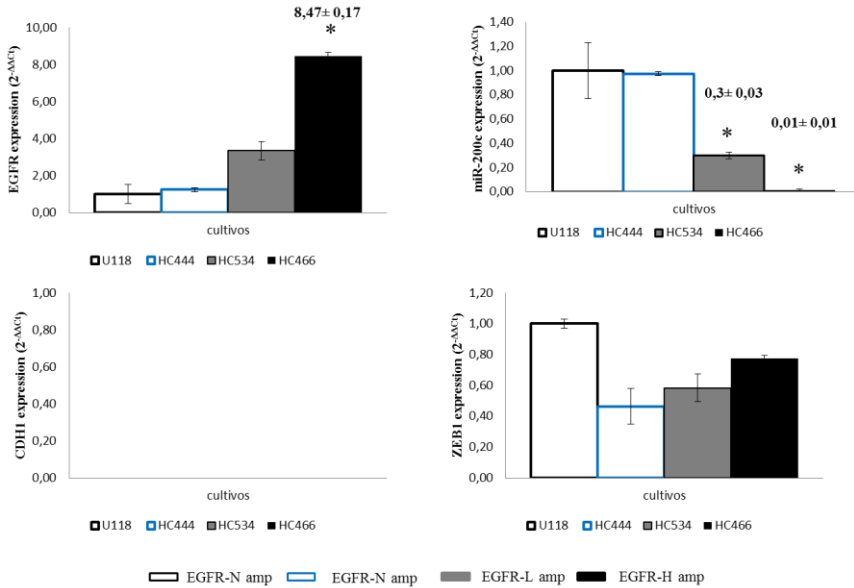 8,47± 0,17
*
EGFR expression (2-ΔΔCt)
10,00
8,00
6,00
4,00
2,00
0,00
cultivos
U118 HC444 HC534 HC466
miR-200c expression (2-ΔΔCt)
1,40
1,20
1,00
0,80
0,60
0,40
0,20
0,00
0,3± 0,03
*
0,01± 0,01
*
cultivos
U118 HC444 HC534 HC466
CDH1 expression (2-ΔΔCt)
1,00
0,80
0,60
0,40
0,20
0,00
cultivos
U118 HC444 HC534 HC466
ZEB1 expression (2-ΔΔCt)
1,20
1,00
0,80
0,60
0,40
0,20
0,00
cultivos
U118 HC444 HC534 HC466
EGFR-N amp EGFR-N amp EGFR-L amp EGFR-H amp